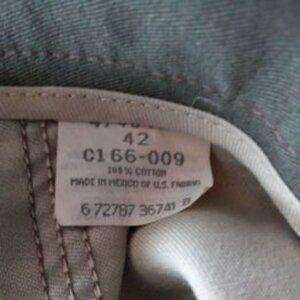 42
C166-009
100% COTTON
MADE IN MEXICO OF U.S. FABRIC
6 72787 36741 8